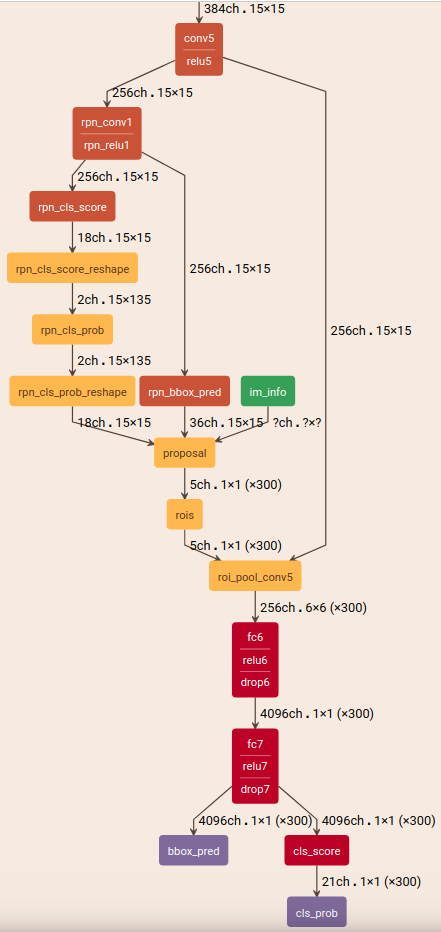 384ch . 15×15
conv5
relu5
256ch . 15×15
rpn_conv1
rpn_relu1
256ch . 15×15
rpn_cls_score
18ch . 15×15
rpn_cls_score_reshape
256ch . 15×15
2ch . 15×135
rpn_cls_prob
256ch . 15×15
2ch . 15×135
rpn_cls_prob_reshape
rpn_bbox_pred
im_info
18ch . 15×15
36ch . 15×15
?ch . ?×?
proposal
5ch . 1×1 (×300)
rois
5ch . 1×1 (×300)
roi_pool_conv5
256ch . 6×6 (×300)
fc6
relu6
drop6
4096ch . 1×1 (×300)
fc7
relu7
drop7
4096ch . 1×1 (×300)
4096ch . 1×1 (×300)
bbox_pred
cls_score
21ch . 1×1 (×300)
cls_prob